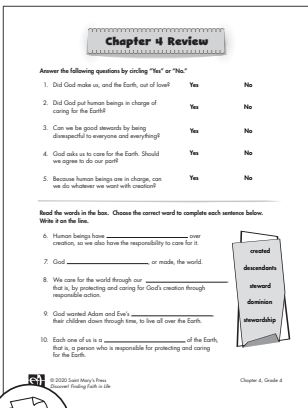 Chapter 4 Review
Answer the following questions by circling “Yes” or “No.”
1. Did God make us, and the Earth, out of love? Yes No
2. Did God put human beings in charge of
caring for the Earth? Yes No
3. Can we be good stewards by being
disrespectful to everyone and everything? Yes No
4. God asks us to care for the Earth. Should
we agree to do our part? Yes No
5. Because human beings are in charge, can
we do whatever we want with creation? Yes No
Read the words in the box. Choose the correct word to complete each sentence below.
Write it on the line.
6. Human beings have ____________ over
creation, so we also have the responsibility to care for it.
7. God ____________, or made, the world.
8. We care for the world through our ____________
that is, by protecting and caring for God’s creation through
responsible action.
9. God wanted Adam and Eve’s ____________
their children down through time, to live all over the Earth.
10. Each one of us is a ____________ of the Earth,
that is, a person who is responsible for protecting and caring
for the Earth.
created
descendants
steward
dominion
stewardship
© 2020 Saint Mary’s Press
Discover! Finding Faith in Life
Chapter 4, Grade 4